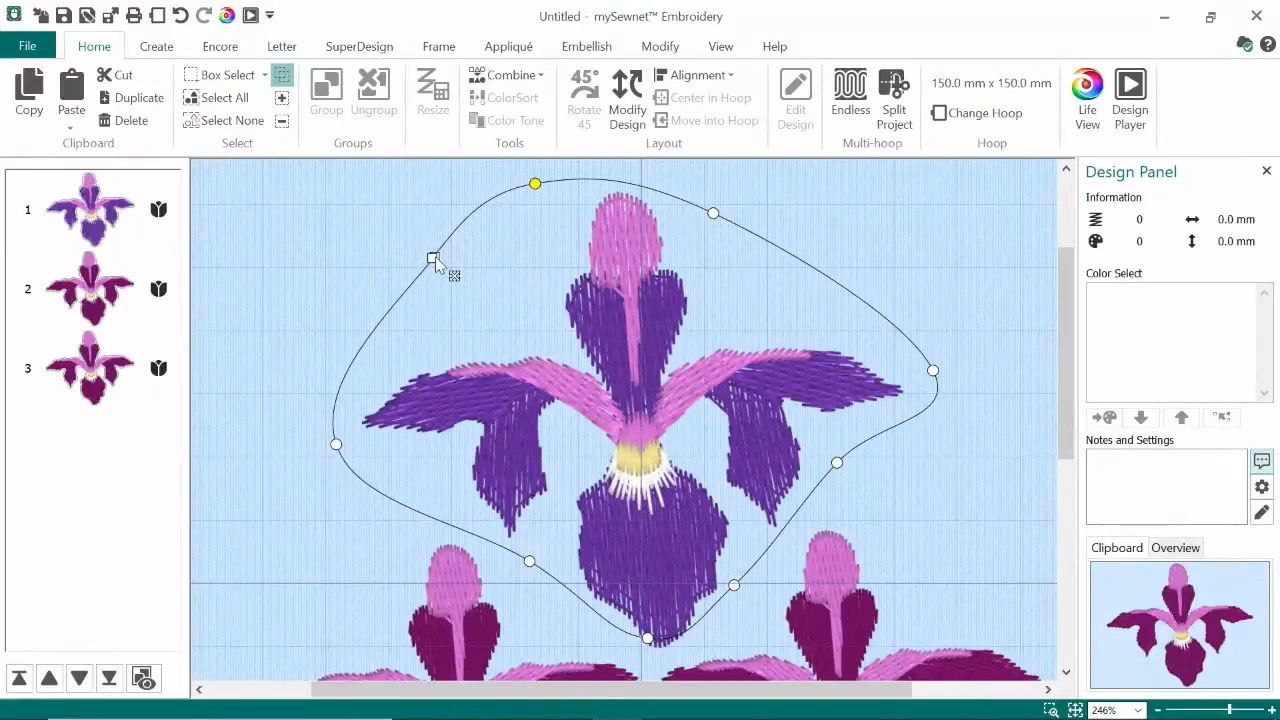 Untitled - mySewnet™ Embroidery
File Home Create Encore Letter SuperDesign Frame Appliqué Embellish Modify View Help
Copy Paste Cut Duplicate Delete Clipboard
Box Select Select All Select None Select
Group Ungroup Groups
Resize
Combine ColorSort Color Tone Tools
45° Rotate 45 Modify Design Alignment Center in Hoop Move into Hoop Layout
Edit Design
Endless Split Project Multi-hoop
150.0 mm x 150.0 mm
Change Hoop
Hoop
Life View Design Player
1
2
3
Design Panel
Information
0 0.0 mm
0 0.0 mm
Color Select
Notes and Settings
Clipboard Overview
246%